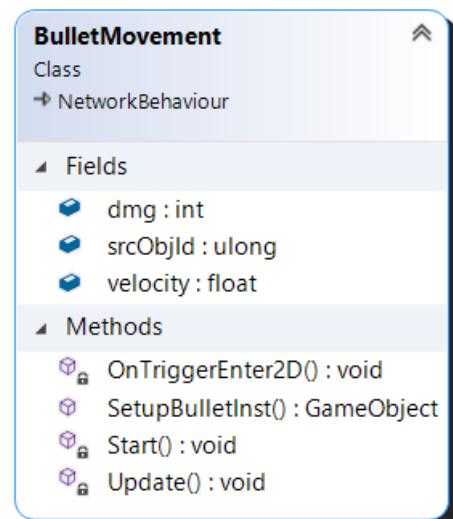 BulletMovement
Class
NetworkBehaviour
Fields
dmg : int
srcObjId : ulong
velocity : float
Methods
OnTriggerEnter2D() : void
SetupBulletInst() : GameObject
Start() : void
Update() : void